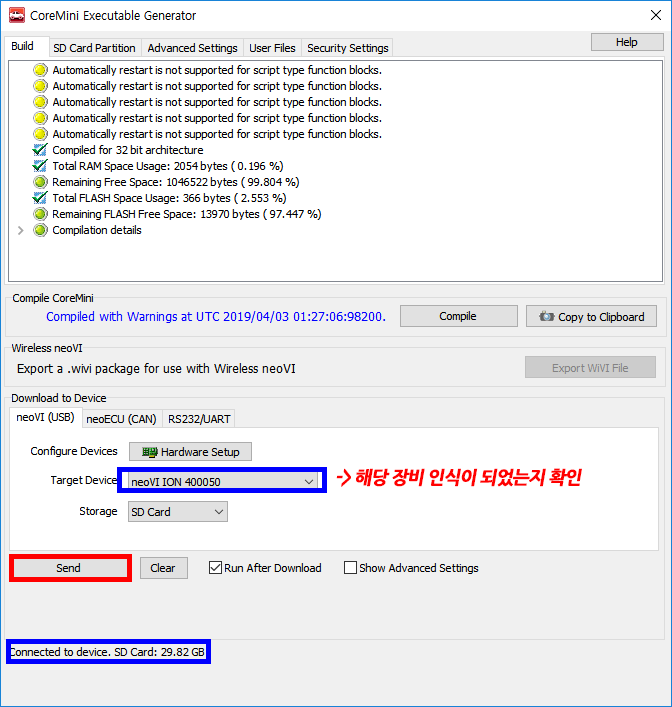 CoreMini Executable Generator
Build SD Card Partition Advanced Settings User Files Security Settings Help
Automatically restart is not supported for script type function blocks.
Automatically restart is not supported for script type function blocks.
Automatically restart is not supported for script type function blocks.
Automatically restart is not supported for script type function blocks.
Automatically restart is not supported for script type function blocks.
Compiled for 32 bit architecture
Total RAM Space Usage: 2054 bytes ( 0.196 %)
Remaining Free Space: 1046522 bytes ( 99.804 %)
Total FLASH Space Usage: 366 bytes ( 2.553 %)
Remaining FLASH Free Space: 13970 bytes ( 97.447 %)
Compilation details
Compile CoreMini
Compiled with Warnings at UTC 2019/04/03 01:27:06:98200. Compile Copy to Clipboard
Wireless neoVI
Export a .wivi package for use with Wireless neoVI Export WiVI File
Download to Device
neoVI (USB) neoECU (CAN) RS232/UART
Configure Devices Hardware Setup
Target Device neoVI ION 400050 -> 해당 장비 인식이 되었는지 확인
Storage SD Card
Send Clear Run After Download Show Advanced Settings
Connected to device. SD Card: 29.82 GB